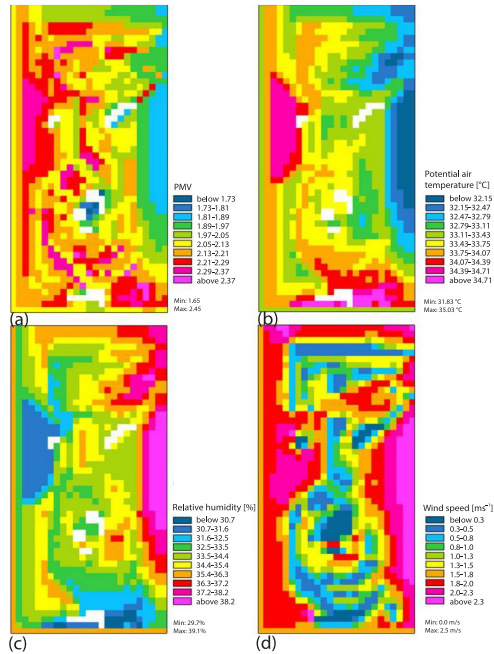 PMV
below 1.73
1.73–1.81
1.81–1.89
1.89–1.97
1.97–2.05
2.05–2.13
2.13–2.21
2.21–2.29
2.29–2.37
above 2.37
Min: 1.65
Max: 2.45
(a)
Potential air
temperature [°C]
below 32.15
32.15–32.47
32.47–32.79
32.79–33.11
33.11–33.43
33.43–33.75
33.75–34.07
34.07–34.39
34.39–34.71
above 34.71
Min: 31.83 °C
Max: 35.03 °C
(b)
Relative humidity [%]
below 30.7
30.7–31.6
31.6–32.5
32.5–33.5
33.5–34.4
34.4–35.4
35.4–36.3
36.3–37.2
37.2–38.2
above 38.2
Min: 29.7%
Max: 39.1%
(c)
Wind speed [ms⁻¹]
below 0.3
0.3–0.5
0.5–0.8
0.8–1.0
1.0–1.3
1.3–1.5
1.5–1.8
1.8–2.0
2.0–2.3
above 2.3
Min: 0.0 m/s
Max: 2.5 m/s
(d)